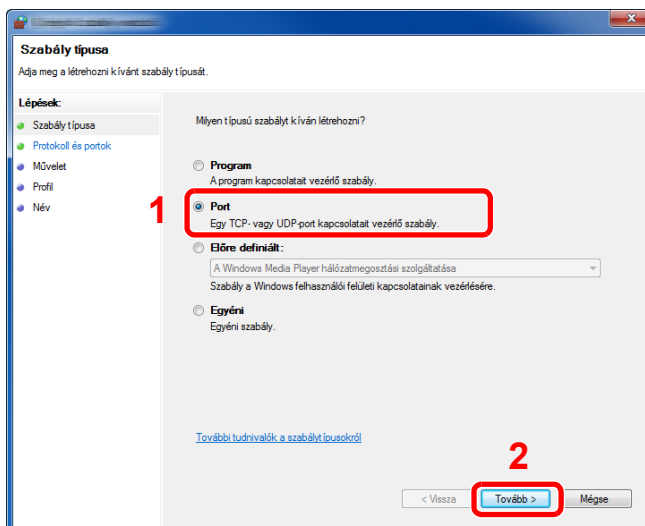 Szabály típusa
Adja meg a létrehozni kívánt szabály típusát.
Lépések:
Szabály típusa
Protokoll és portok
Művelet
Profil
Név
Milyen típusú szabályt kíván létrehozni?
Program
A program kapcsolatait vezérlő szabály.
1
Port
Egy TCP- vagy UDP-port kapcsolatait vezérlő szabály.
Előre definiált:
A Windows Media Player hálózatmegosztási szolgáltatása
Szabály a Windows felhasználói felületi kapcsolatainak vezérlésére.
Egyéni
Egyéni szabály.
További tudnivalók a szabálytípusokról
2
< Vissza
Tovább >
Mégse